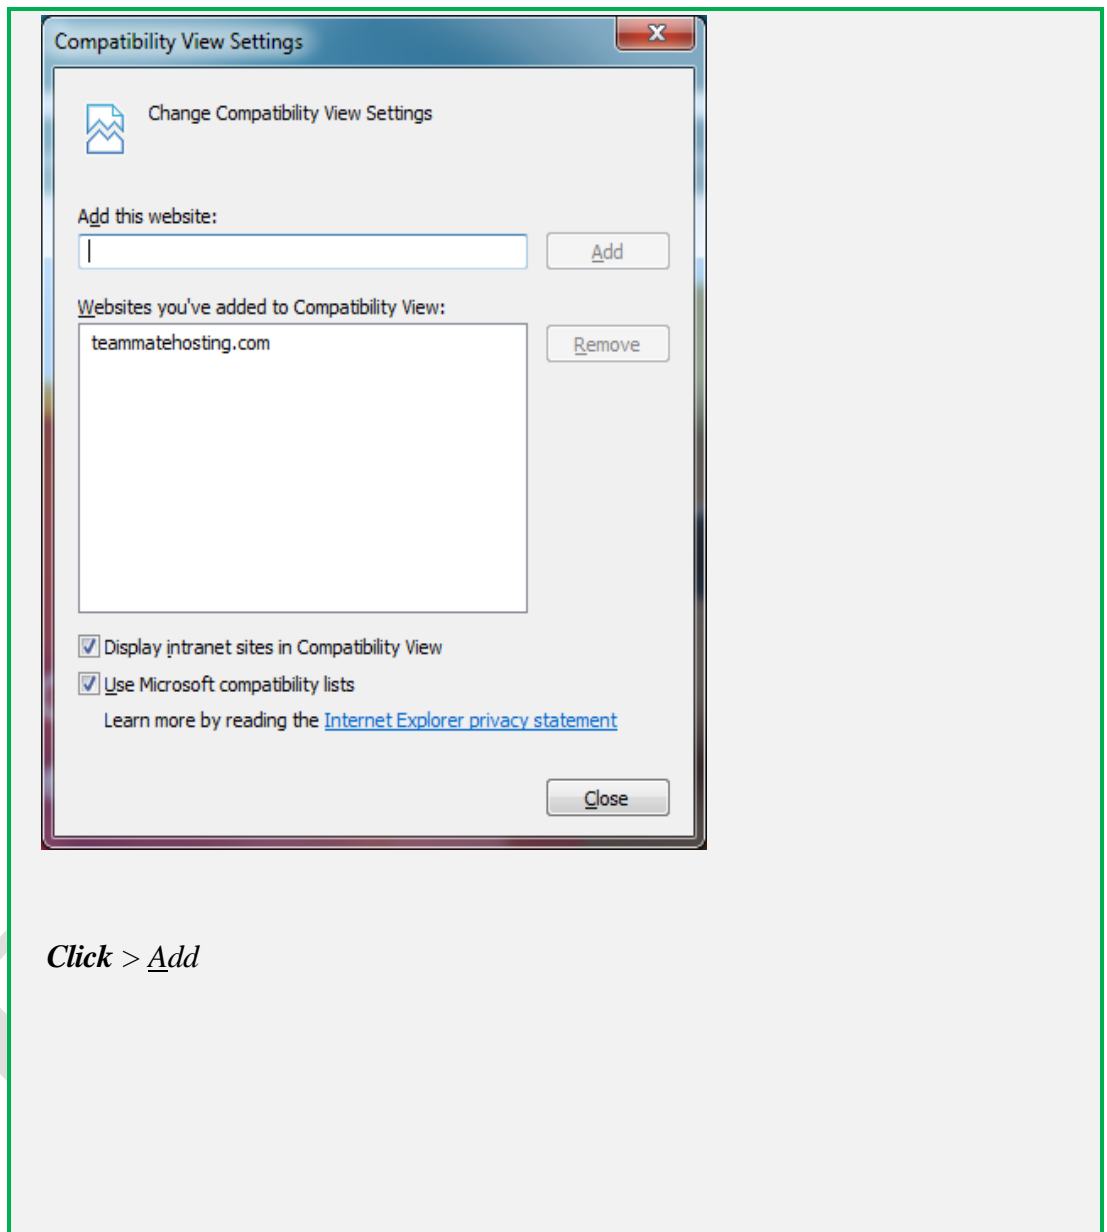 Compatibility View Settings
Change Compatibility View Settings
Add this website:
Add
Websites you've added to Compatibility View:
teammatehosting.com
Remove
Display intranet sites in Compatibility View
Use Microsoft compatibility lists
Learn more by reading the Internet Explorer privacy statement
Close
Click > Add